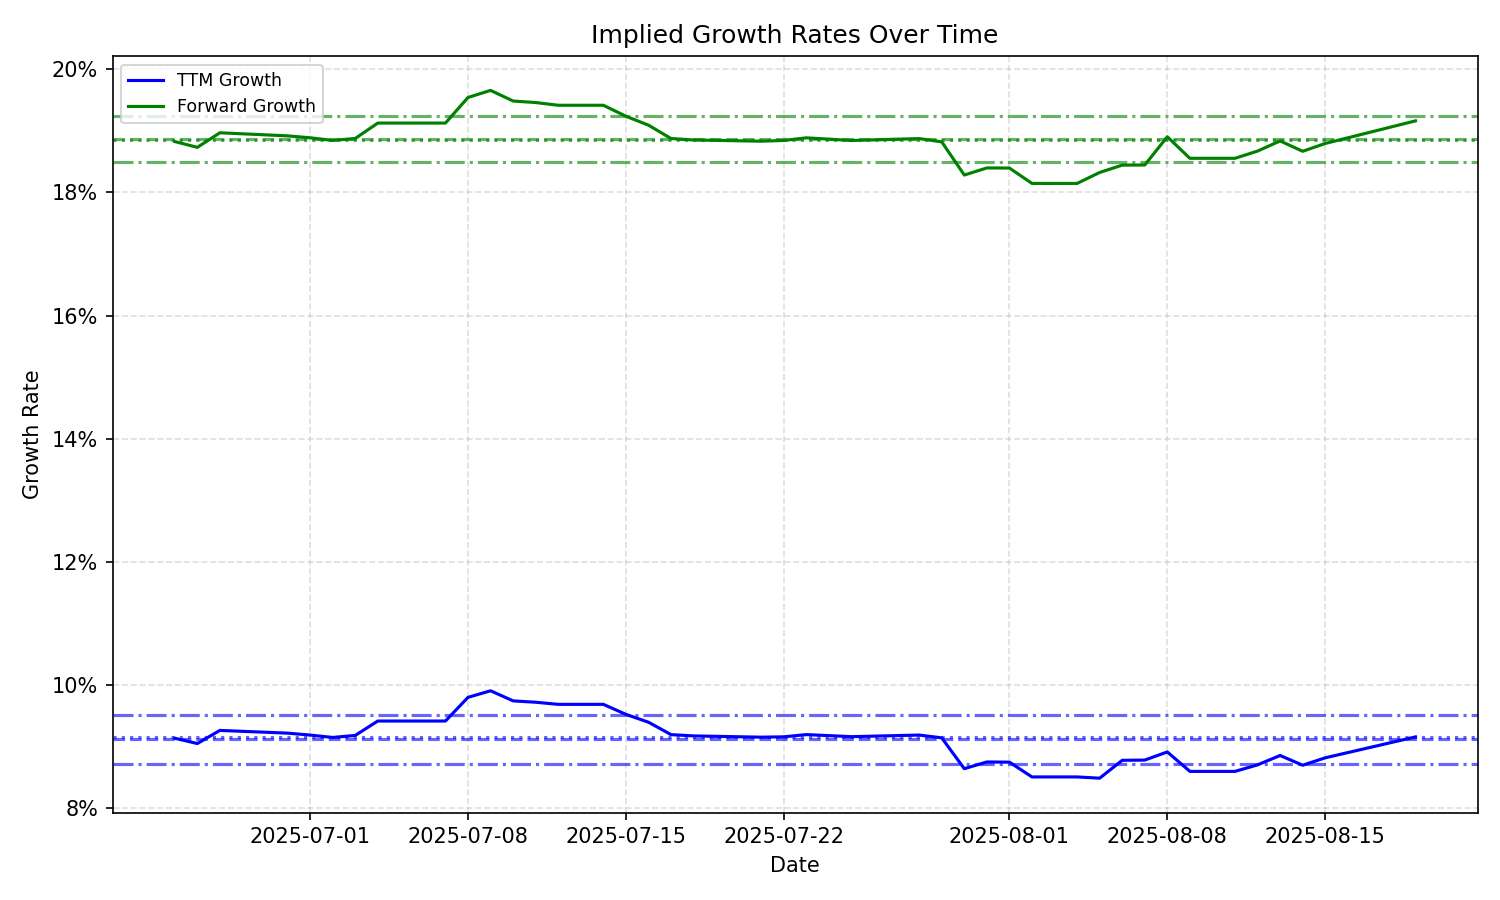 Implied Growth Rates Over Time
TTM Growth
Forward Growth
20%
18%
16%
14%
12%
10%
8%
Growth Rate
2025-07-01
2025-07-08
2025-07-15
2025-07-22
2025-08-01
2025-08-08
2025-08-15
Date